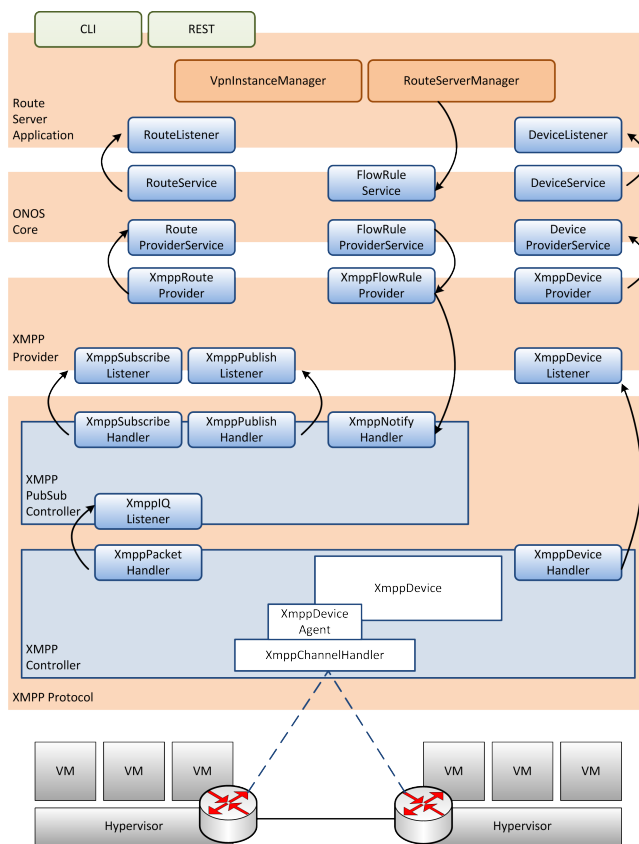 CLI
REST
VpnInstanceManager
RouteServerManager
Route
Server
Application
RouteListener
DeviceListener
RouteService
FlowRule
Service
DeviceService
ONOS
Core
Route
ProviderService
FlowRule
ProviderService
Device
ProviderService
XmppRoute
Provider
XmppFlowRule
Provider
XmppDevice
Provider
XMPP
Provider
XmppSubscribe
Listener
XmppPublish
Listener
XmppDevice
Listener
XmppSubscribe
Handler
XmppPublish
Handler
XmppNotify
Handler
XMPP
PubSub
Controller
XmppIQ
Listener
XmppPacket
Handler
XmppDevice
Handler
XmppDevice
XmppDevice
Agent
XmppChannelHandler
XMPP
Controller
XMPP Protocol
VM
VM
VM
VM
VM
VM
Hypervisor
Hypervisor